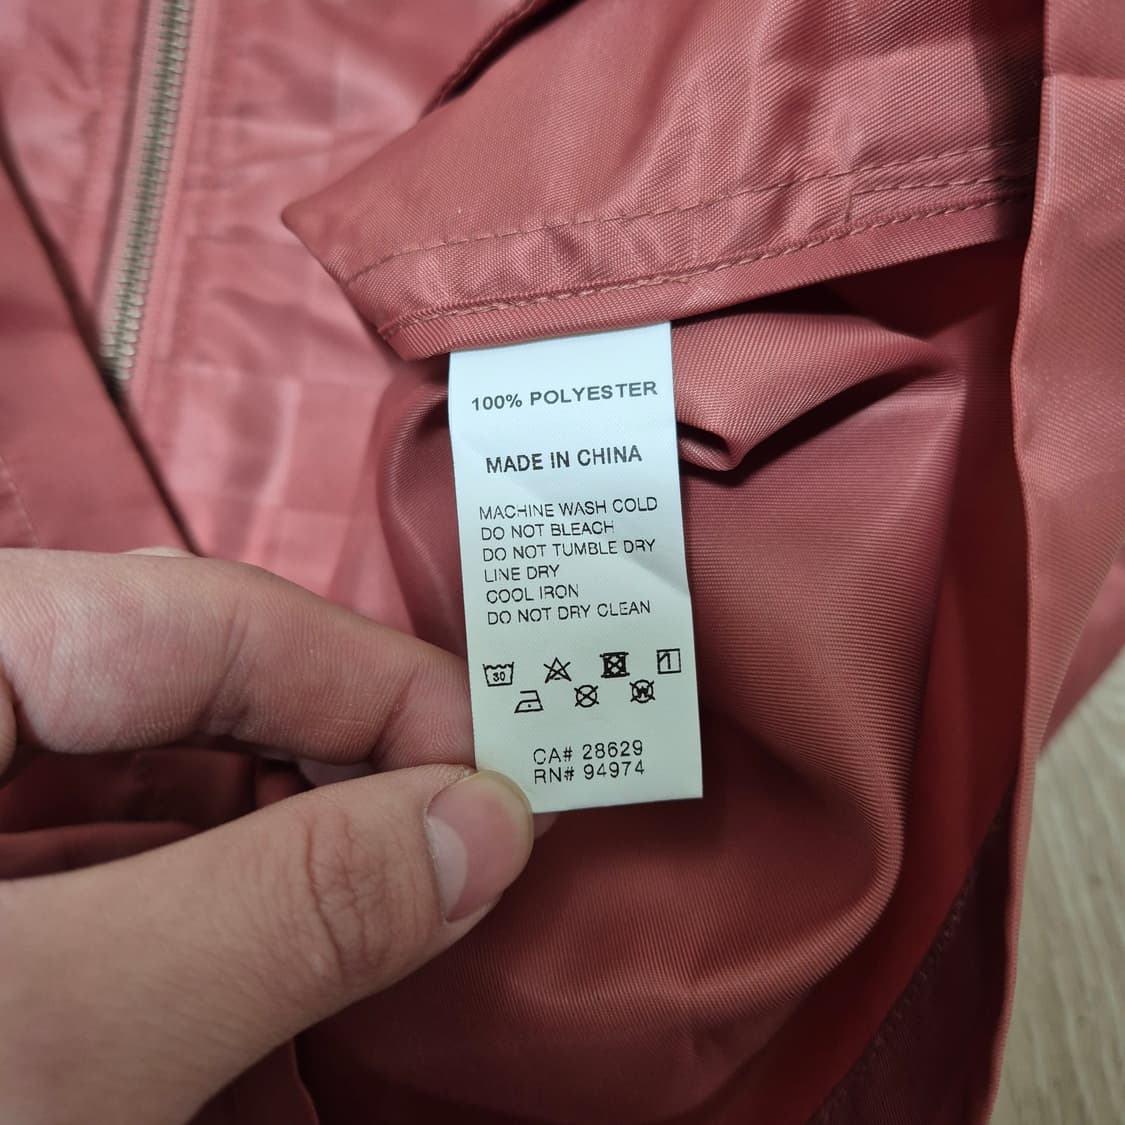 100% POLYESTER
MADE IN CHINA
MACHINE WASH COLD
DO NOT BLEACH
DO NOT TUMBLE DRY
LINE DRY
COOL IRON
DO NOT DRY CLEAN
30
W
CA# 28629
RN# 94974